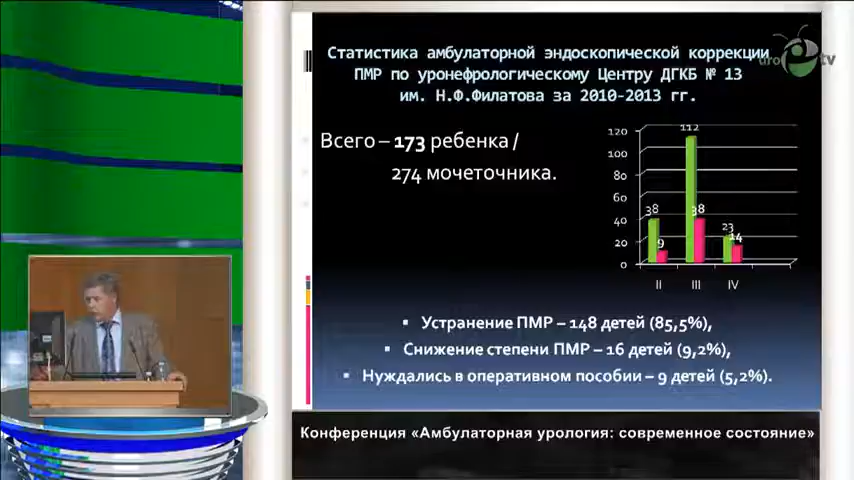 Статистика амбулаторной эндоскопической коррекции
ПМР по уронефрологическому Центру ДГКБ № 13
им. Н.Ф.Филатова за 2010-2013 гг.
uro tv
Всего – 173 ребенка /
274 мочеточника.
120
100
80
60
40
20
0
38
9
112
38
23
14
II
III
IV
▪ Устранение ПМР – 148 детей (85,5%),
▪ Снижение степени ПМР – 16 детей (9,2%),
▪ Нуждались в оперативном пособии – 9 детей (5,2%).
Конференция «Амбулаторная урология: современное состояние»